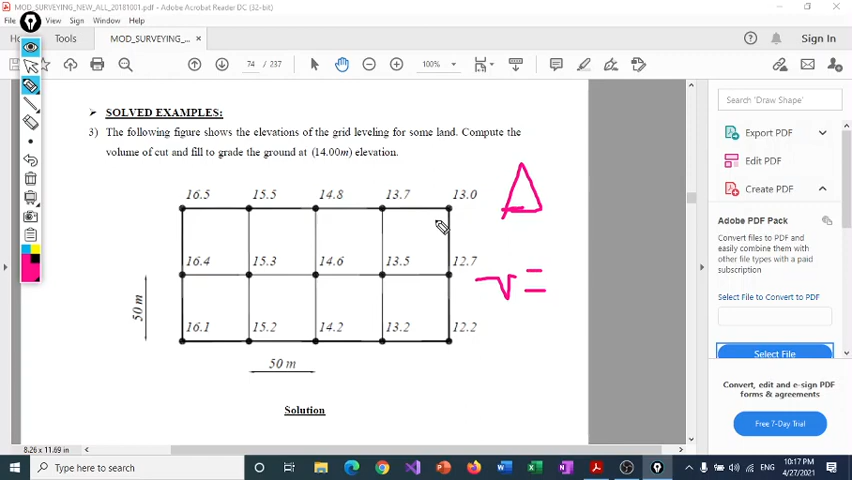 MOD_SURVEYING_NEW_ALL_20181001.pdf - Adobe Acrobat Reader DC (32-bit)
View Sign Window Help
Tools MOD_SURVEYING_... × Sign In
74 / 237 100%
➢ SOLVED EXAMPLES:
3) The following figure shows the elevations of the grid leveling for some land. Compute the
volume of cut and fill to grade the ground at (14.00m) elevation.
16.5 15.5 14.8 13.7 13.0
16.4 15.3 14.6 13.5 12.7
50 m
16.1 15.2 14.2 13.2 12.2
50 m
v =
Solution
8.26 x 11.69 in
Search 'Draw Shape'
Export PDF
Edit PDF
Create PDF
Adobe PDF Pack
Convert files to PDF and
easily combine them with
other file types with a paid
subscription
Select File to Convert to PDF
Select File
Convert, edit and e-sign PDF
forms & agreements
Free 7-Day Trial
Type here to search
ENG
10:17 PM
4/27/2021